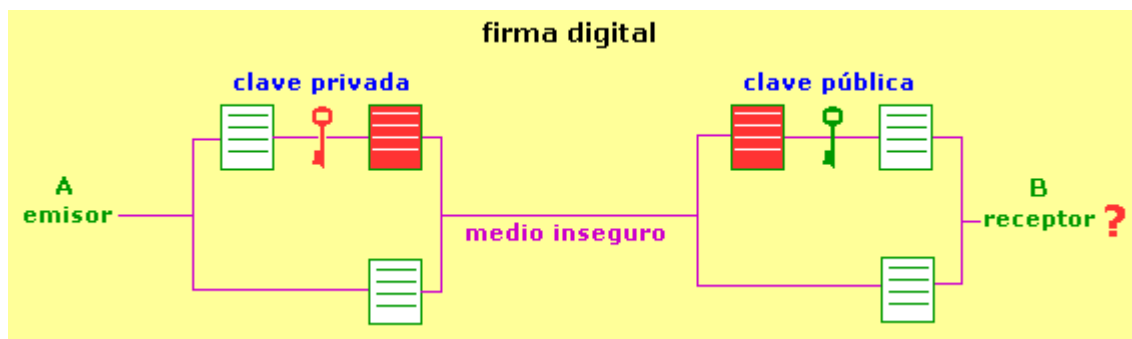 firma digital
clave privada
clave pública
A
emisor
medio inseguro
B
receptor ?